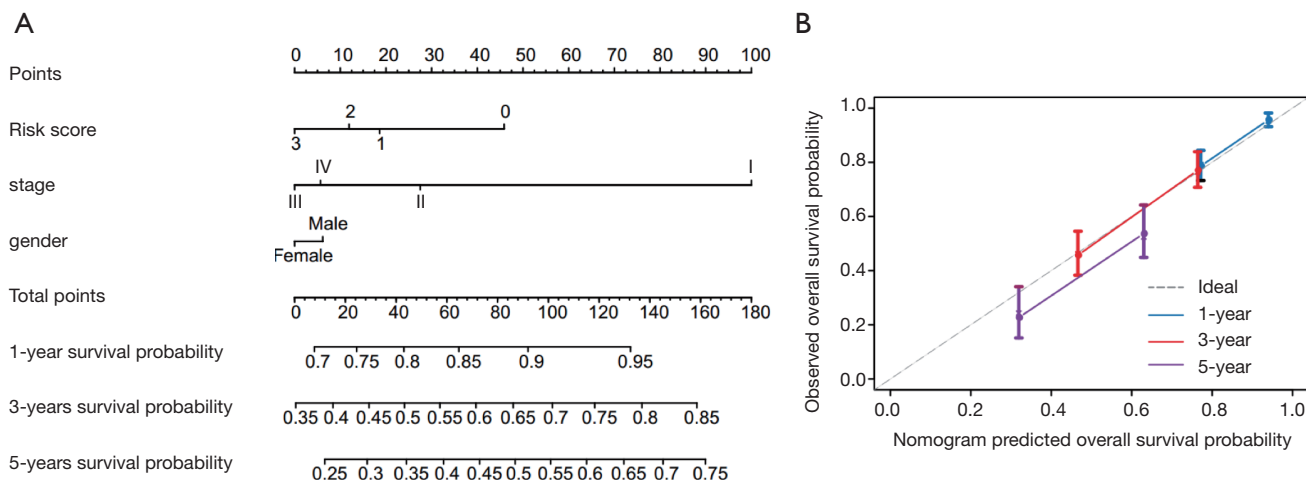 A
Points
0 10 20 30 40 50 60 70 80 90 100
Risk score
2 0
3 1
stage
IV I
III II
gender
Male
Female
Total points
0 20 40 60 80 100 120 140 160 180
1-year survival probability
0.7 0.75 0.8 0.85 0.9 0.95
3-years survival probability
0.35 0.4 0.45 0.5 0.55 0.6 0.65 0.7 0.75 0.8 0.85
5-years survival probability
0.25 0.3 0.35 0.4 0.45 0.5 0.55 0.6 0.65 0.7 0.75
B
Observed overall survival probability
1.0
0.8
0.6
0.4
0.2
0.0
Ideal
1-year
3-year
5-year
0.0 0.2 0.4 0.6 0.8 1.0
Nomogram predicted overall survival probability